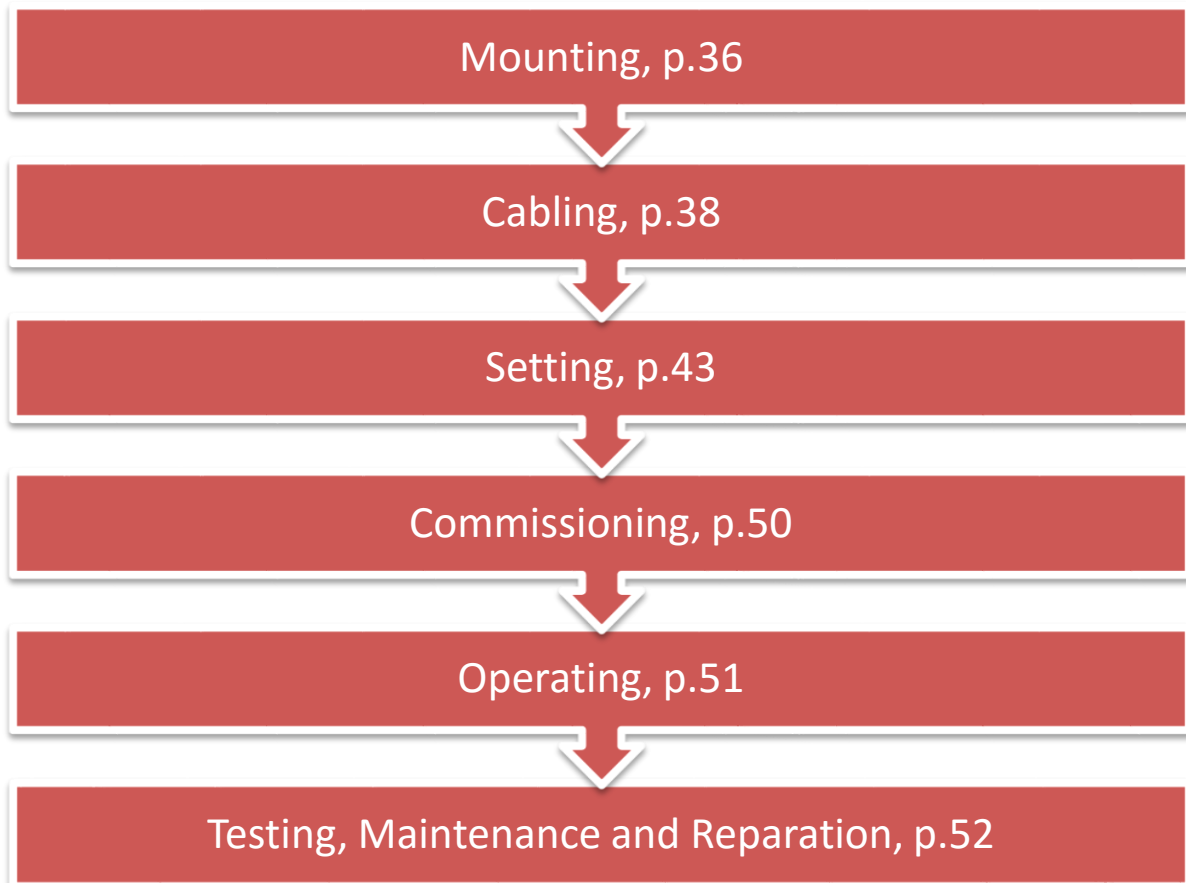 Mounting, p.36
Cabling, p.38
Setting, p.43
Commissioning, p.50
Operating, p.51
Testing, Maintenance and Reparation, p.52